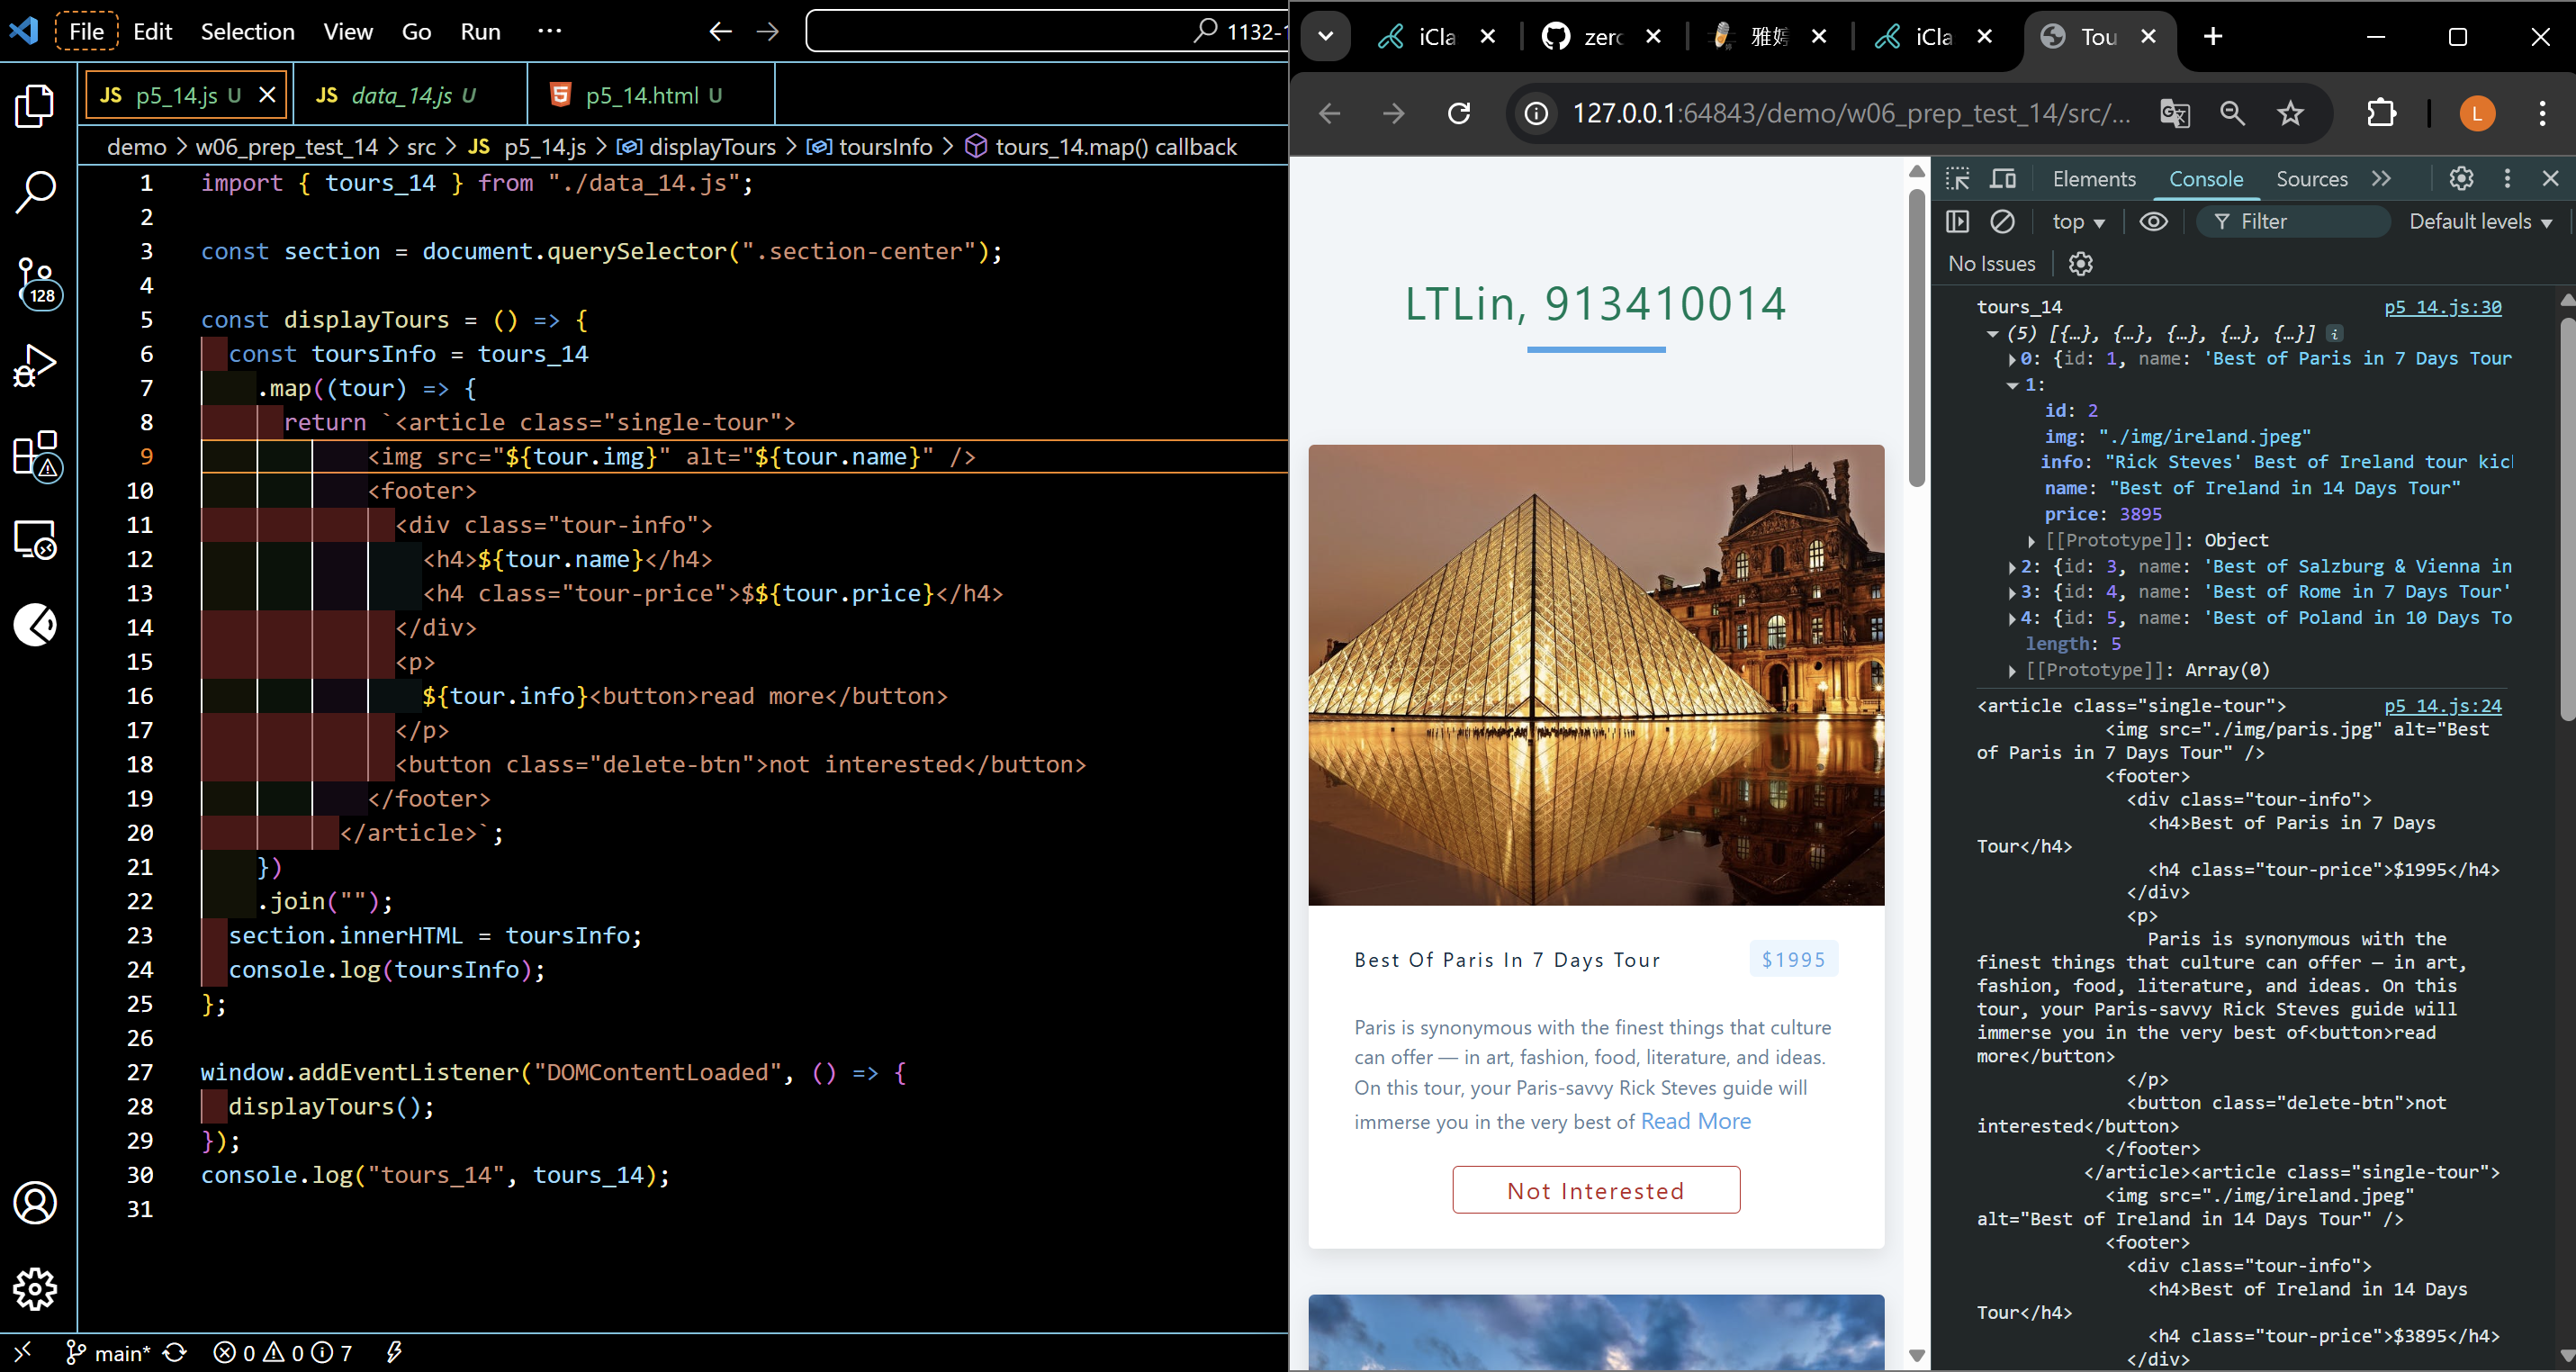 File Edit Selection View Go Run ··· 1132-1
JS p5_14.js U
JS data_14.js U
p5_14.html U
demo > w06_prep_test_14 > src > JS p5_14.js > displayTours > toursInfo > tours_14.map() callback
1 import { tours_14 } from "./data_14.js";
2
3 const section = document.querySelector(".section-center");
4
5 const displayTours = () => {
6 const toursInfo = tours_14
7 .map((tour) => {
8 return `<article class="single-tour">
9 <img src="${tour.img}" alt="${tour.name}" />
10 <footer>
11 <div class="tour-info">
12 <h4>${tour.name}</h4>
13 <h4 class="tour-price">$${tour.price}</h4>
14 </div>
15 <p>
16 ${tour.info}<button>read more</button>
17 </p>
18 <button class="delete-btn">not interested</button>
19 </footer>
20 </article>`;
21 })
22 .join("");
23 section.innerHTML = toursInfo;
24 console.log(toursInfo);
25 };
26
27 window.addEventListener("DOMContentLoaded", () => {
28 displayTours();
29 });
30 console.log("tours_14", tours_14);
31
128
main* 0 0 7
iCla
zero
雅婷
iCla
Tou
127.0.0.1:64843/demo/w06_prep_test_14/src/...
L
LTLin, 913410014
Best Of Paris In 7 Days Tour
$1995
Paris is synonymous with the finest things that culture
can offer — in art, fashion, food, literature, and ideas.
On this tour, your Paris-savvy Rick Steves guide will
immerse you in the very best of Read More
Not Interested
Elements Console Sources
top Filter Default levels
No Issues
tours_14 p5_14.js:30
(5) [{…}, {…}, {…}, {…}, {…}] i
0: {id: 1, name: 'Best of Paris in 7 Days Tour
1:
id: 2
img: "./img/ireland.jpeg"
info: "Rick Steves' Best of Ireland tour kic
name: "Best of Ireland in 14 Days Tour"
price: 3895
[[Prototype]]: Object
2: {id: 3, name: 'Best of Salzburg & Vienna in
3: {id: 4, name: 'Best of Rome in 7 Days Tour'
4: {id: 5, name: 'Best of Poland in 10 Days To
length: 5
[[Prototype]]: Array(0)
<article class="single-tour"> p5_14.js:24
<img src="./img/paris.jpg" alt="Best
of Paris in 7 Days Tour" />
<footer>
<div class="tour-info">
<h4>Best of Paris in 7 Days
Tour</h4>
<h4 class="tour-price">$1995</h4>
</div>
<p>
Paris is synonymous with the
finest things that culture can offer — in art,
fashion, food, literature, and ideas. On this
tour, your Paris-savvy Rick Steves guide will
immerse you in the very best of<button>read
more</button>
</p>
<button class="delete-btn">not
interested</button>
</footer>
</article><article class="single-tour">
<img src="./img/ireland.jpeg"
alt="Best of Ireland in 14 Days Tour" />
<footer>
<div class="tour-info">
<h4>Best of Ireland in 14 Days
Tour</h4>
<h4 class="tour-price">$3895</h4>
</div>